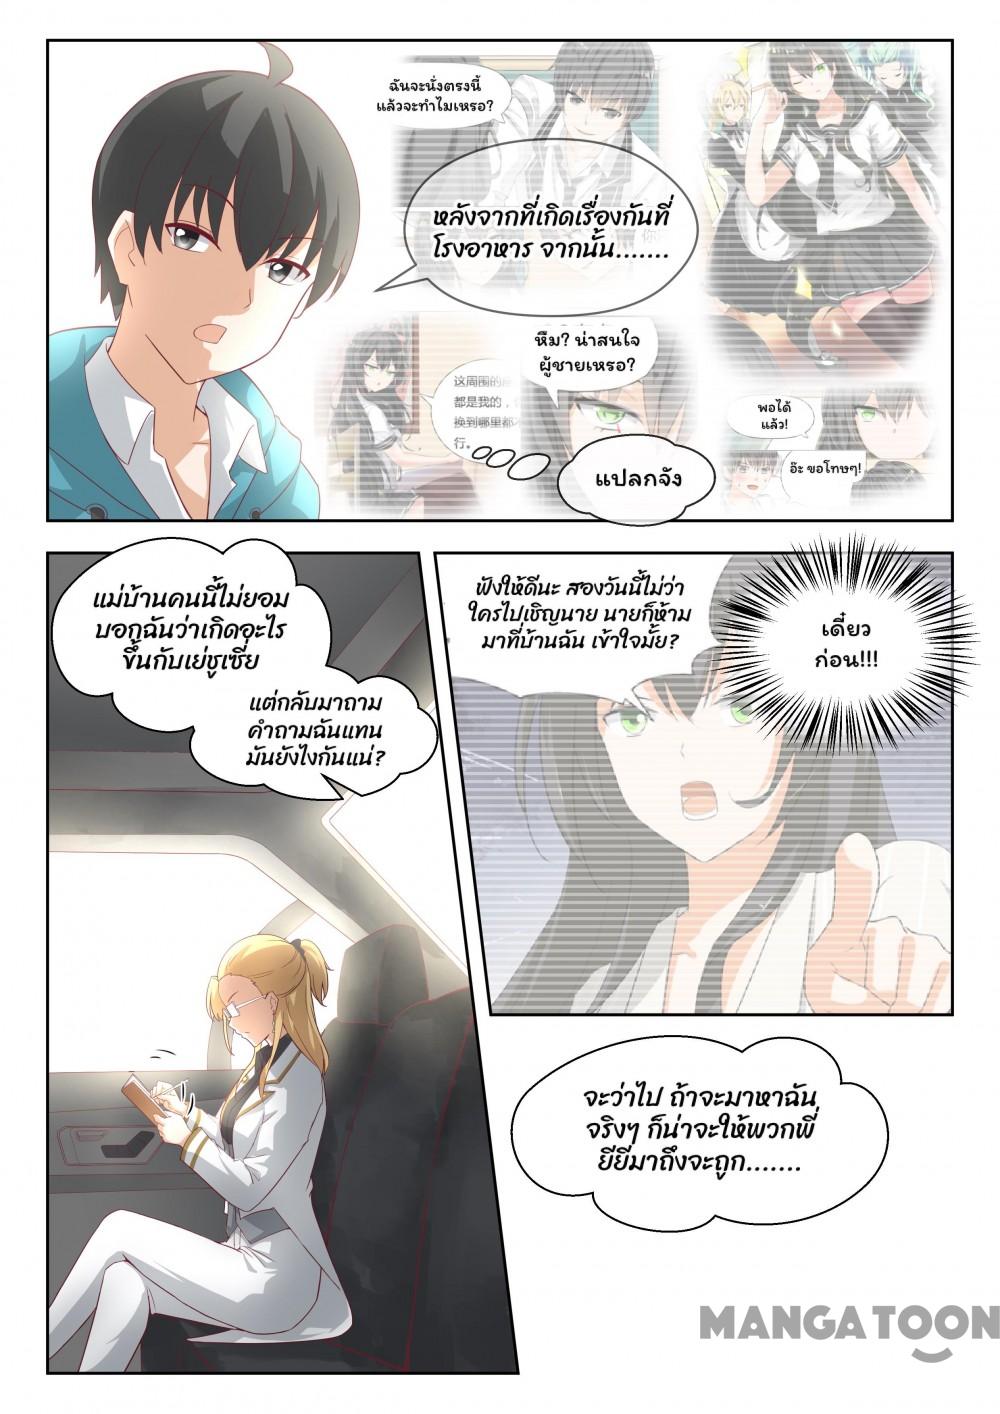 ฉันจะนั่งตรงนี้
แล้วจะทำไมเหรอ?
หลังจากที่เกิดเรื่องกันที่
โรงอาหาร จากนั้น.......
หึม? น่าสนใจ
ผู้ชายเหรอ?
这周围的
都是我的，
换到哪里都不
行。
แปลกจัง
พอได้
แล้ว!
อ๊ะ ขอโทษๆ!
แม่บ้านคนนี้ไม่ยอม
บอกฉันว่าเกิดอะไร
ขึ้นกับเย่ชูเซี่ย
แต่กลับมาถาม
คำถามฉันแทน
มันยังไงกันแน่?
ฟังให้ดีนะ สองวันนี้ไม่ว่า
ใครไปเชิญนาย นายก็ห้าม
มาที่บ้านฉัน เข้าใจมั้ย?
เดี๋ยว
ก่อน!!!
จะว่าไป ถ้าจะมาหาฉัน
จริงๆ ก็น่าจะให้พวกพี่
ยียีมาถึงจะถูก.......
MANGATOON